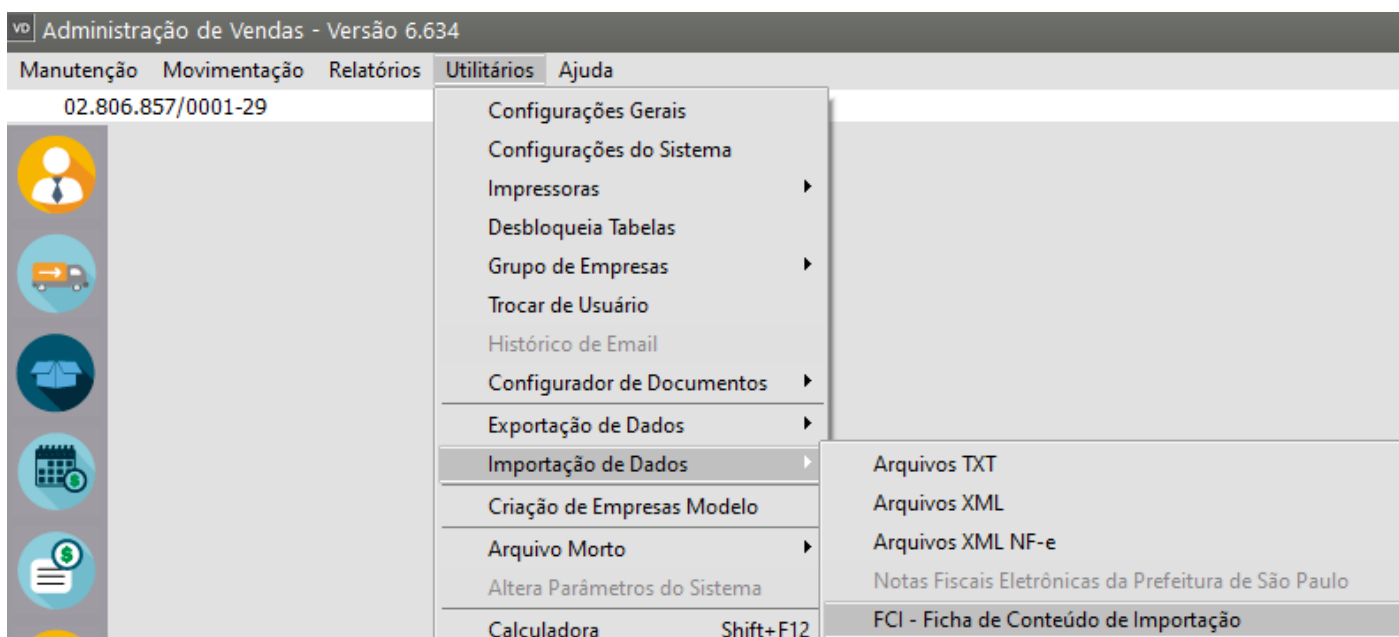 VD Administração de Vendas - Versão 6.634
Manutenção Movimentação Relatórios Utilitários Ajuda
02.806.857/0001-29
Configurações Gerais
Configurações do Sistema
Impressoras
Desbloqueia Tabelas
Grupo de Empresas
Trocar de Usuário
Histórico de Email
Configurador de Documentos
Exportação de Dados
Importação de Dados
Criação de Empresas Modelo
Arquivo Morto
Altera Parâmetros do Sistema
Calculadora Shift+F12
Arquivos TXT
Arquivos XML
Arquivos XML NF-e
Notas Fiscais Eletrônicas da Prefeitura de São Paulo
FCI - Ficha de Conteúdo de Importação